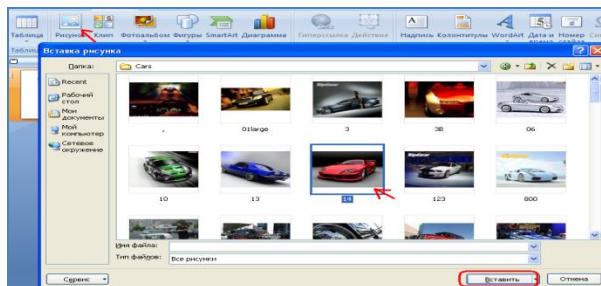 Таблица Рисунок Клип Фотоальбом Фигуры SmartArt Диаграмма Гиперссылка Действие Надпись Колонтитулы WordArt Дата и время Номер слайда
Вставка рисунка
Папка: Cars
Recent
Рабочий стол
Мои документы
Мой компьютер
Сетевое окружение
, 01large 3 38 06
10 13 14 123 800
Имя файла:
Тип файлов: Все рисунки
Сервис Вставить Отмена